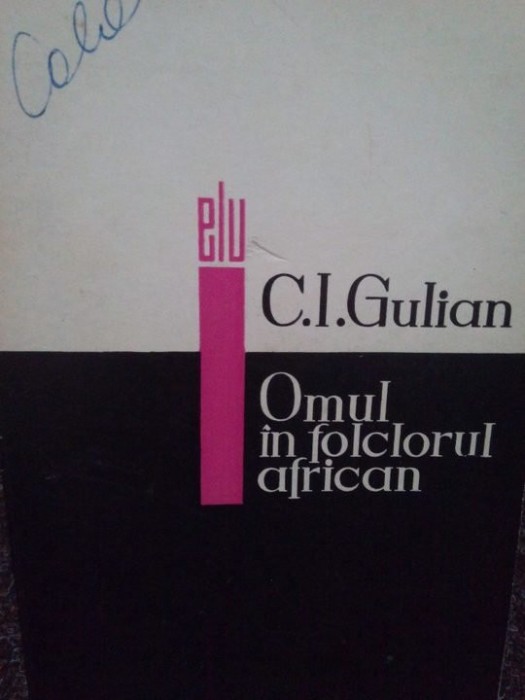 elu
C.I.Gulian
Omul
în folclorul
african